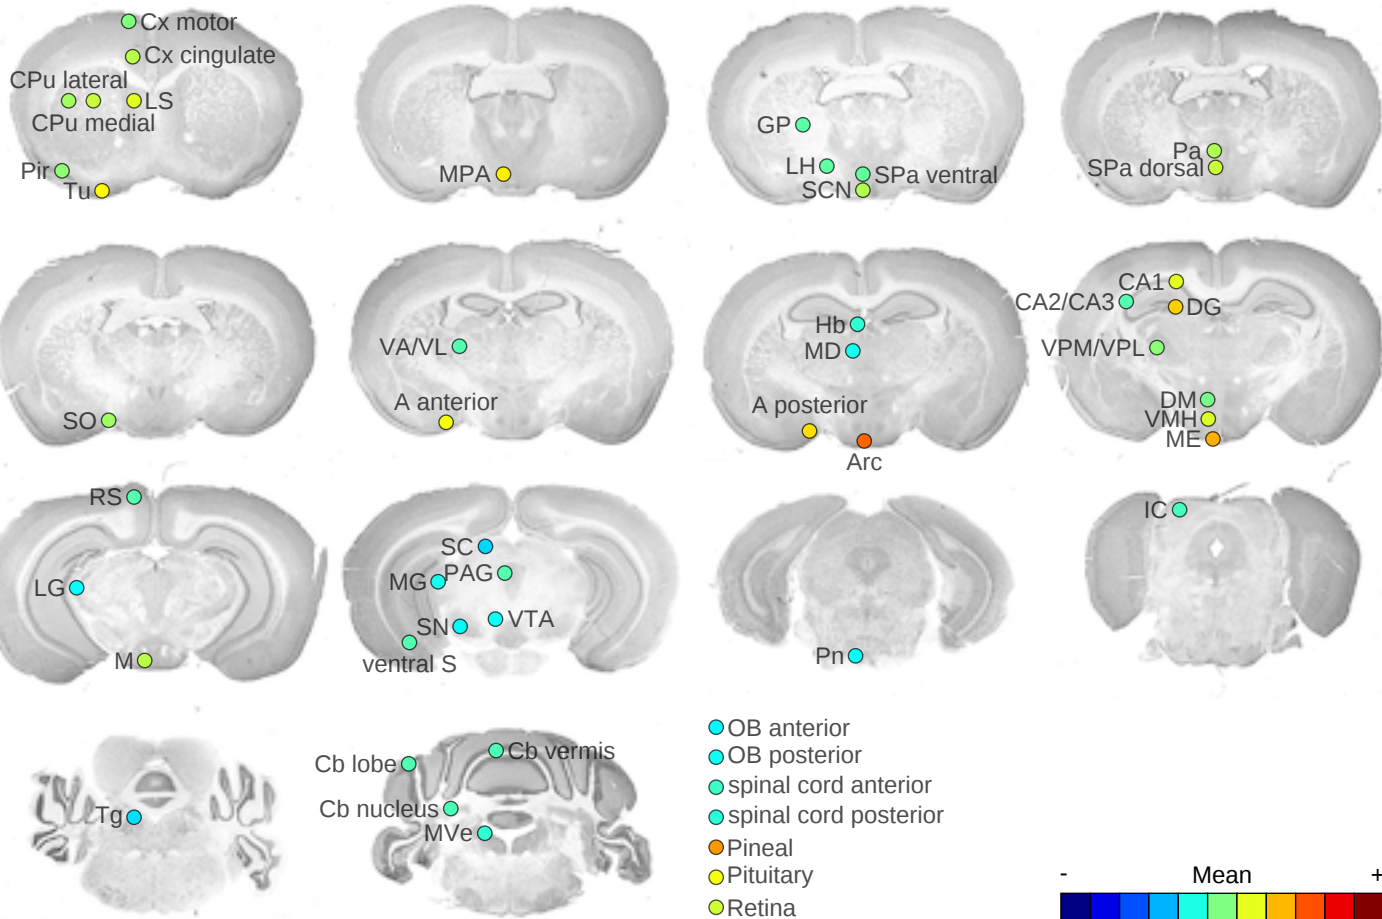 Cx motor
Cx cingulate
CPu lateral
LS
CPu medial
Pir
Tu
MPA
GP
LH
SPa ventral
SCN
Pa
SPa dorsal
SO
VA/VL
A anterior
Hb
MD
A posterior
Arc
CA1
CA2/CA3
DG
VPM/VPL
DM
VMH
ME
RS
LG
M
SC
PAG
MG
VTA
SN
ventral S
Pn
IC
Tg
Cb vermis
Cb lobe
Cb nucleus
MVe
OB anterior
OB posterior
spinal cord anterior
spinal cord posterior
Pineal
Pituitary
Retina
- Mean +